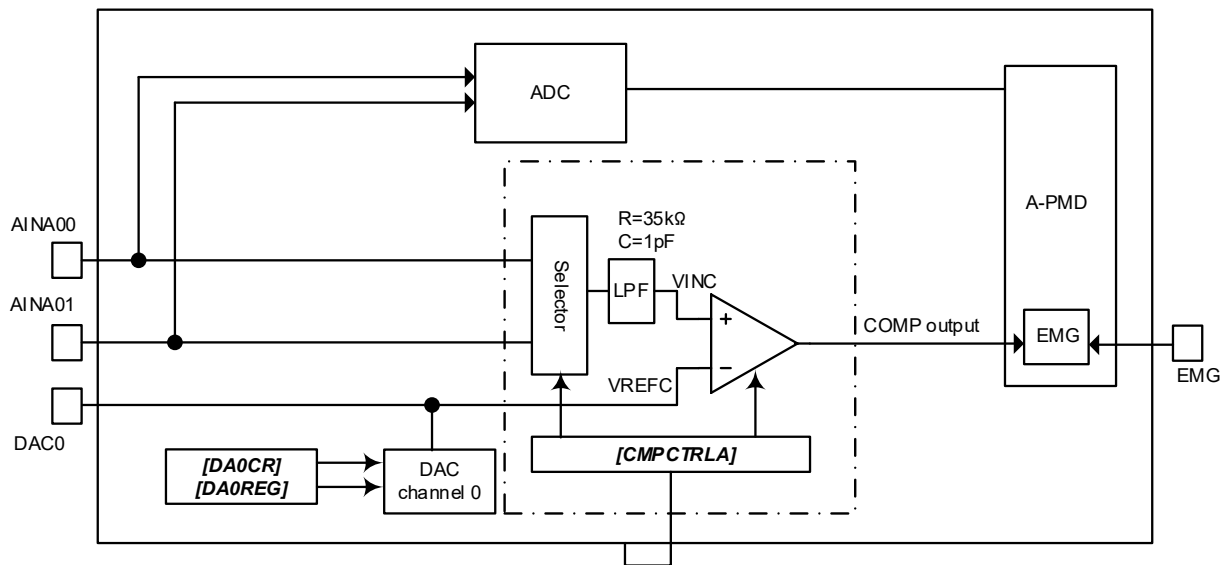 ADC
A-PMD
AINA00
R=35kΩ
C=1pF
Selector
LPF
VINC
AINA01
+
COMP output
EMG
−
VREFC
EMG
DAC0
[CMPCTRLA]
[DA0CR]
[DA0REG]
DAC
channel 0